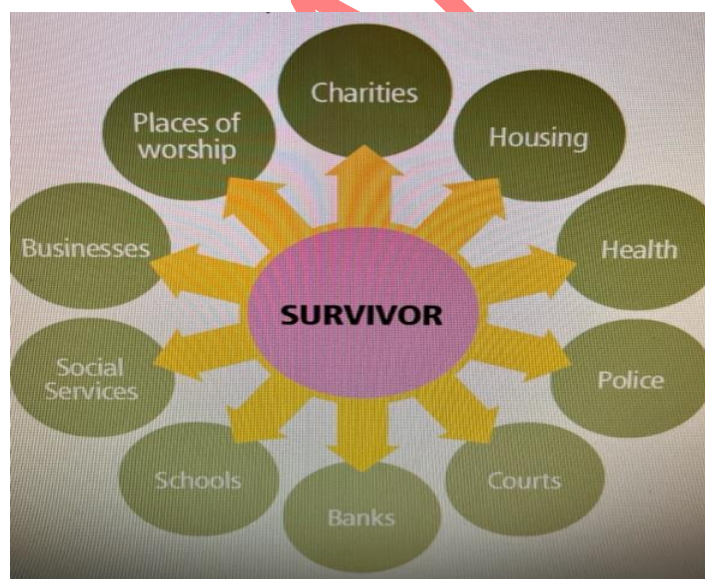 Charities
Housing
Health
Police
Courts
Banks
Schools
Social
Services
Businesses
Places of
worship
SURVIVOR